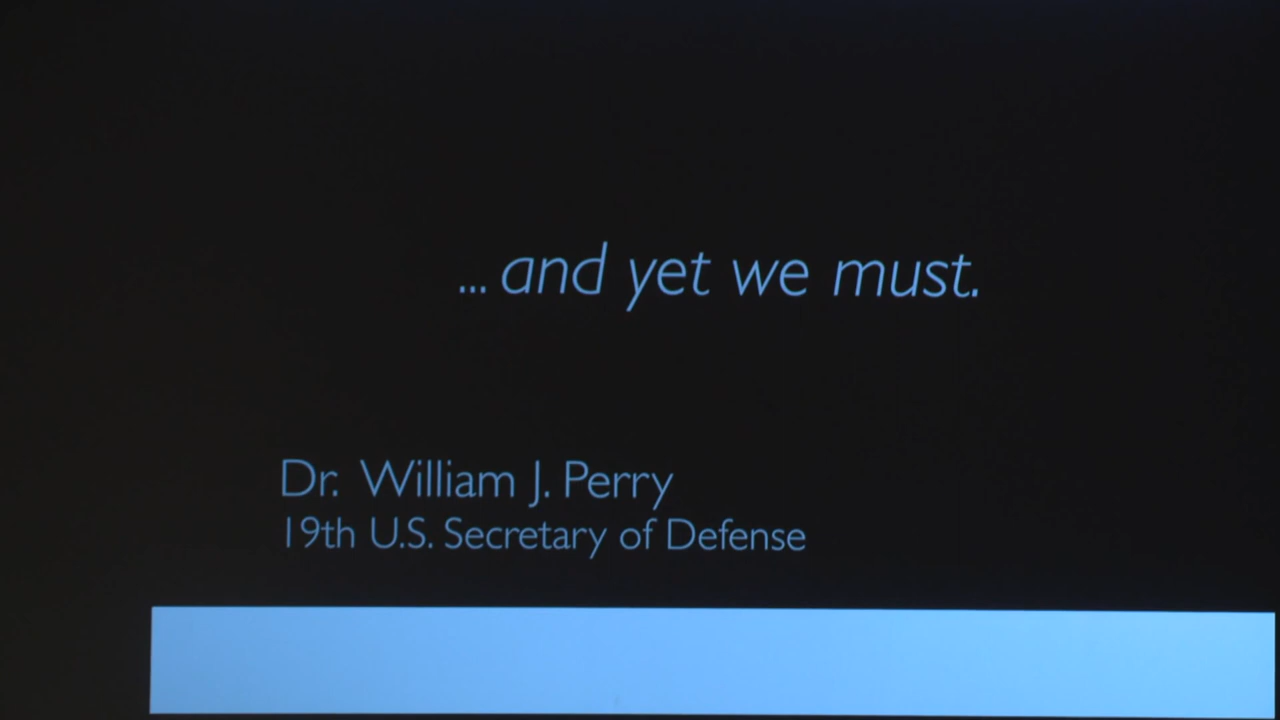 ... and yet we must.
Dr. William J. Perry
19th U.S. Secretary of Defense